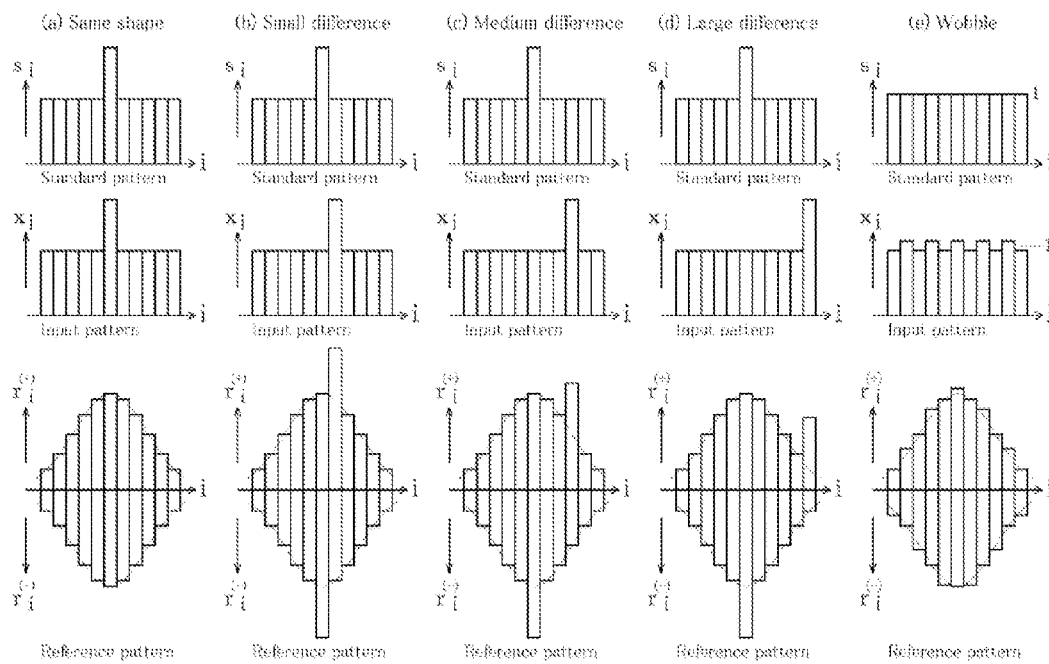 (a) Same shape
(b) Small difference
(c) Medium difference
(d) Large difference
(e) Wobble
s i
s i
s i
s i
s i
1
i
i
i
i
i
Standard pattern
Standard pattern
Standard pattern
Standard pattern
Standard pattern
x i
x i
x i
x i
x i
i
i
i
i
i
Input pattern
Input pattern
Input pattern
Input pattern
Input pattern
r i (+)
r i (+)
r i (+)
r i (+)
r i (+)
i
i
i
i
i
r i (-)
r i (-)
r i (-)
r i (-)
r i (-)
Reference pattern
Reference pattern
Reference pattern
Reference pattern
Reference pattern